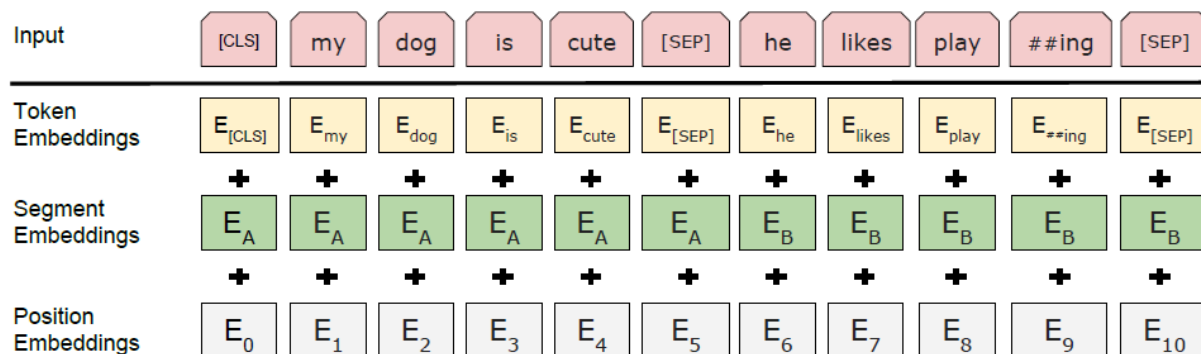 Input [CLS] my dog is cute [SEP] he likes play ##ing [SEP]
Token Embeddings E[CLS] Emy Edog Eis Ecute E[SEP] Ehe Elikes Eplay E##ing E[SEP]
+ + + + + + + + + + +
Segment Embeddings EA EA EA EA EA EA EB EB EB EB EB
+ + + + + + + + + + +
Position Embeddings E0 E1 E2 E3 E4 E5 E6 E7 E8 E9 E10